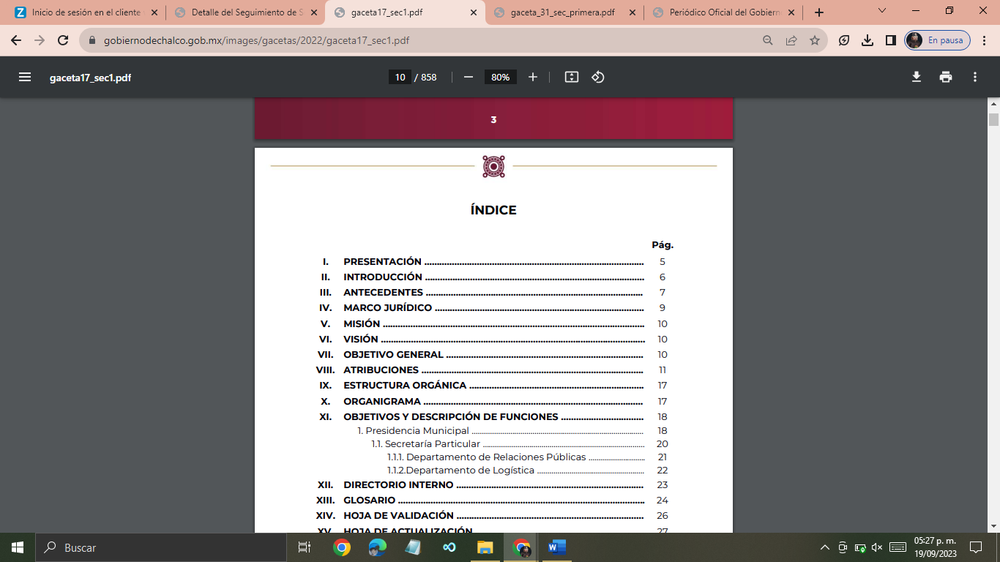 Inicio de sesión en el cliente
Detalle del Seguimiento de S
gaceta17_sec1.pdf
gaceta_31_sec_primera.pdf
Periódico Oficial del Gobiern
gobiernodechalco.gob.mx/images/gacetas/2022/gaceta17_sec1.pdf
En pausa
gaceta17_sec1.pdf
10 / 858
80%
3
ÍNDICE
Pág.
I. PRESENTACIÓN ........ 5
II. INTRODUCCIÓN ........ 6
III. ANTECEDENTES ........ 7
IV. MARCO JURÍDICO ........ 9
V. MISIÓN ........ 10
VI. VISIÓN ........ 10
VII. OBJETIVO GENERAL ........ 10
VIII. ATRIBUCIONES ........ 11
IX. ESTRUCTURA ORGÁNICA ........ 17
X. ORGANIGRAMA ........ 17
XI. OBJETIVOS Y DESCRIPCIÓN DE FUNCIONES ........ 18
1. Presidencia Municipal ........ 18
1.1. Secretaría Particular ........ 20
1.1.1. Departamento de Relaciones Públicas ........ 21
1.1.2.Departamento de Logística ........ 22
XII. DIRECTORIO INTERNO ........ 23
XIII. GLOSARIO ........ 24
XIV. HOJA DE VALIDACIÓN ........ 26
XV. HOJA DE ACTUALIZACIÓN 27
Buscar
05:27 p. m.
19/09/2023